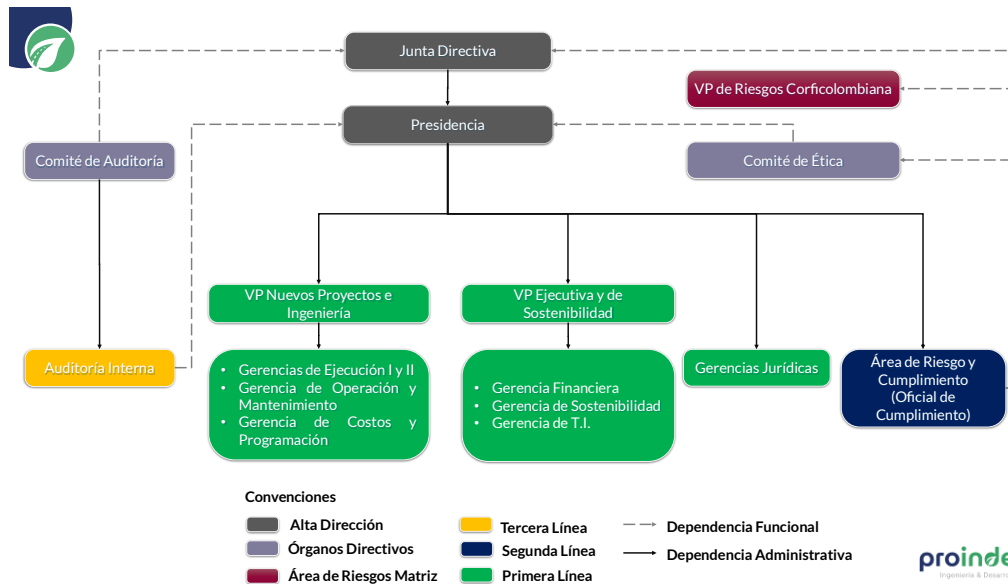 Junta Directiva
VP de Riesgos Corficolombiana
Presidencia
Comité de Auditoría
Comité de Ética
VP Nuevos Proyectos e
Ingeniería
VP Ejecutiva y de
Sostenibilidad
Auditoría Interna
• Gerencias de Ejecución I y II
• Gerencia de Operación y
Mantenimiento
• Gerencia de Costos y
Programación
• Gerencia Financiera
• Gerencia de Sostenibilidad
• Gerencia de T.I.
Gerencias Jurídicas
Área de Riesgo y
Cumplimiento
(Oficial de
Cumplimiento)
Convenciones
Alta Dirección
Órganos Directivos
Área de Riesgos Matriz
Tercera Línea
Segunda Línea
Primera Línea
Dependencia Funcional
Dependencia Administrativa
proinde
Ingeniería & Desarr